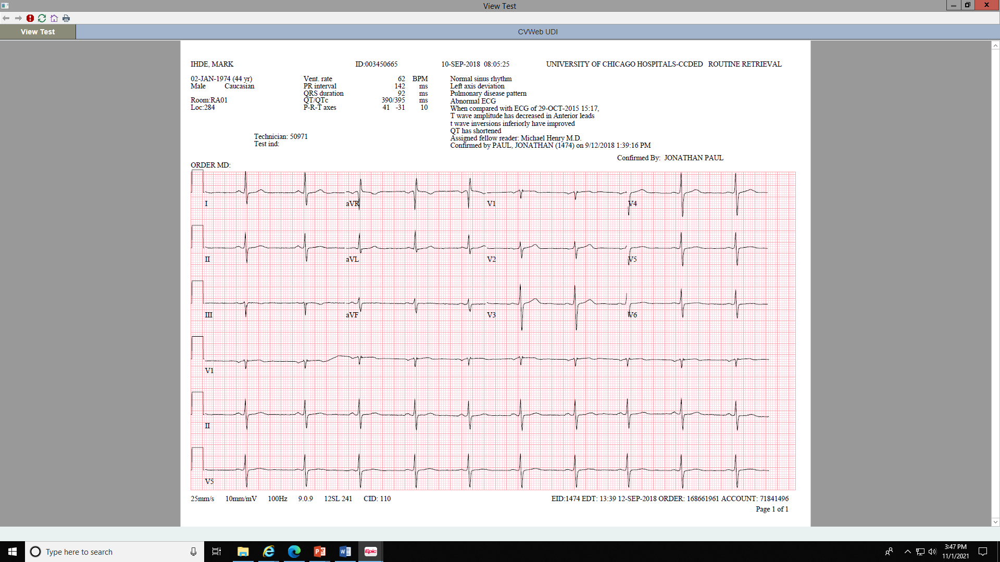 View Test
View Test
CVWeb UDI
IHDE, MARK ID:003450665 10-SEP-2018 08:05:25 UNIVERSITY OF CHICAGO HOSPITALS-CCDED ROUTINE RETRIEVAL
02-JAN-1974 (44 yr) Vent. rate 62 BPM Normal sinus rhythm
Male Caucasian PR interval 142 ms Left axis deviation
QRS duration 92 ms Pulmonary disease pattern
Room:RA01 QT/QTc 390/395 ms Abnormal ECG
Loc:284 P-R-T axes 41 -31 10 When compared with ECG of 29-OCT-2015 15:17,
T wave amplitude has decreased in Anterior leads
t wave inversions inferiorly have improved
QT has shortened
Technician: 50971 Assigned fellow reader: Michael Henry M.D.
Test ind: Confirmed by PAUL, JONATHAN (1474) on 9/12/2018 1:39:16 PM
Confirmed By: JONATHAN PAUL
ORDER MD:
I aVR V1 V4
II aVL V2 V5
III aVF V3 V6
V1
II
V5
25mm/s 10mm/mV 100Hz 9.0.9 12SL 241 CID: 110 EID:1474 EDT: 13:39 12-SEP-2018 ORDER: 168661961 ACCOUNT: 71841496
Page 1 of 1
Type here to search
Epic
3:47 PM
11/1/2021